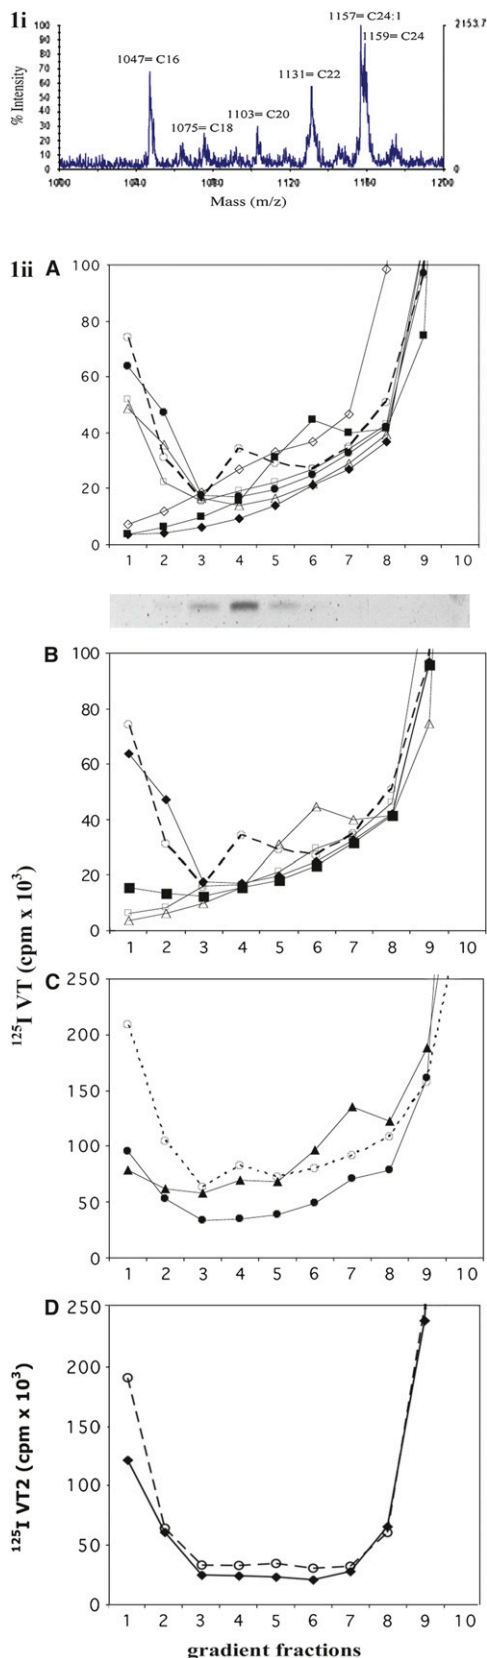 1i
1157= C24:1
2153.7
1159= C24
1047= C16
1131= C22
1103= C20
1075= C18
% Intensity
100
90
80
70
60
50
40
30
20
10
0
0
1000 1040 1080 1120 1160 1200
Mass (m/z)
1ii A
100
80
60
40
20
0
1 2 3 4 5 6 7 8 9 10
B
100
80
60
40
20
0
1 2 3 4 5 6 7 8 9 10
125I VT (cpm x 10³)
C
250
200
150
100
50
0
1 2 3 4 5 6 7 8 9 10
D
250
200
150
100
50
0
1 2 3 4 5 6 7 8 9 10
125I VT2 (cpm x 10³)
gradient fractions